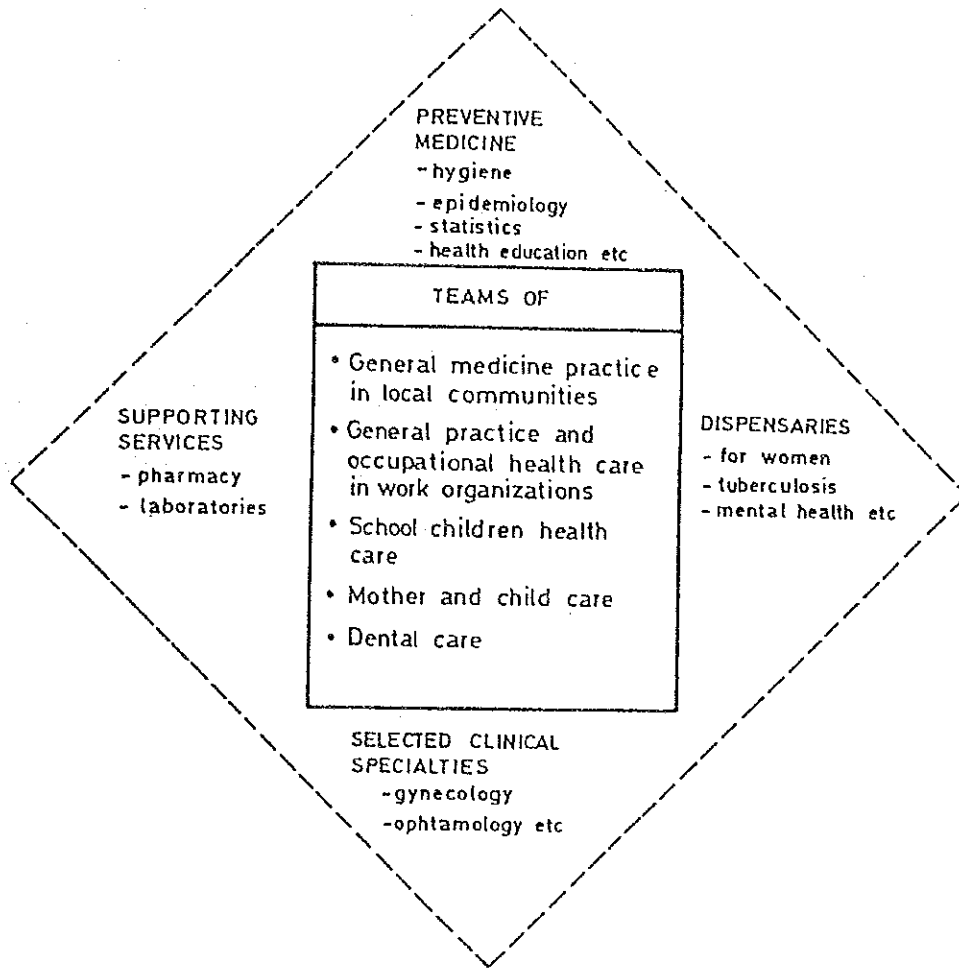 PREVENTIVE
MEDICINE
- hygiene
- epidemiology
- statistics
- health education etc
TEAMS OF
• General medicine practice
in local communities
• General practice and
occupational health care
in work organizations
• School children health
care
• Mother and child care
• Dental care
SUPPORTING
SERVICES
- pharmacy
- laboratories
DISPENSARIES
- for women
- tuberculosis
- mental health etc
SELECTED CLINICAL
SPECIALTIES
- gynecology
- ophtamology etc